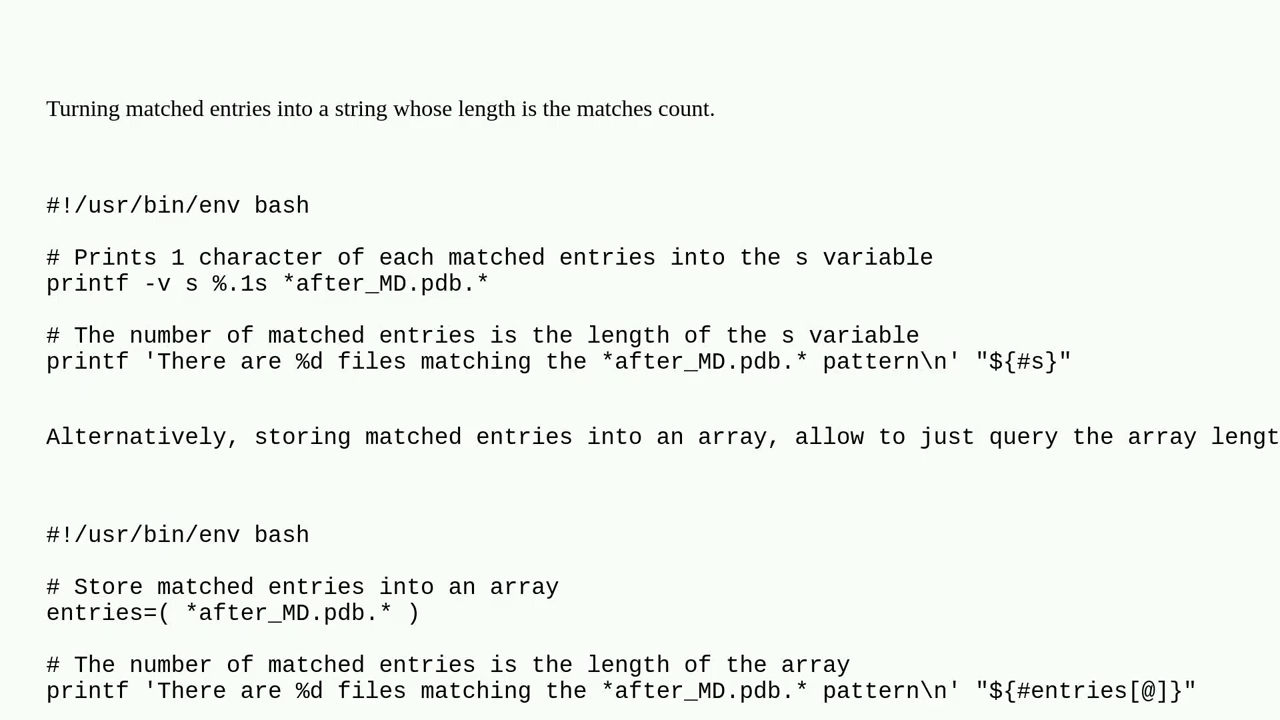 Turning matched entries into a string whose length is the matches count.
#!/usr/bin/env bash
# Prints 1 character of each matched entries into the s variable
printf -v s %.1s *after_MD.pdb.*
# The number of matched entries is the length of the s variable
printf 'There are %d files matching the *after_MD.pdb.* pattern\n' "${#s}"
Alternatively, storing matched entries into an array, allow to just query the array lengt
#!/usr/bin/env bash
# Store matched entries into an array
entries=( *after_MD.pdb.* )
# The number of matched entries is the length of the array
printf 'There are %d files matching the *after_MD.pdb.* pattern\n' "${#entries[@]}"